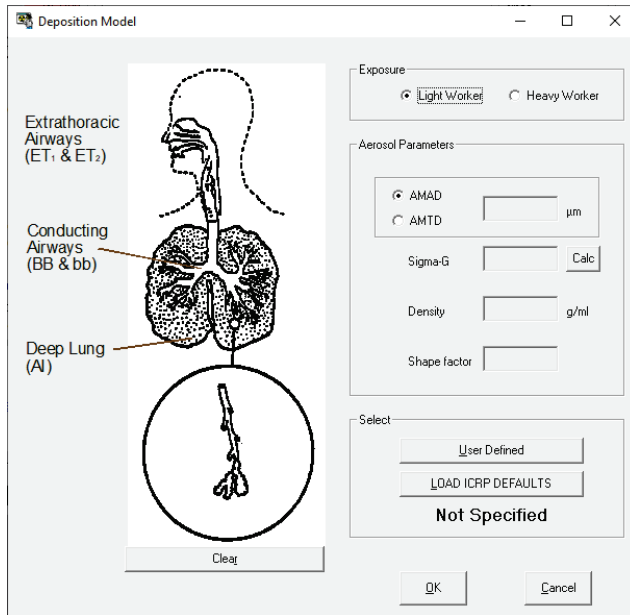 Deposition Model
Extrathoracic
Airways
(ET₁ & ET₂)
Conducting
Airways
(BB & bb)
Deep Lung
(AI)
Clear
Exposure
Light Worker
Heavy Worker
Aerosol Parameters
AMAD
AMTD
µm
Sigma-G
Calc
Density
g/ml
Shape factor
Select
User Defined
LOAD ICRP DEFAULTS
Not Specified
OK
Cancel